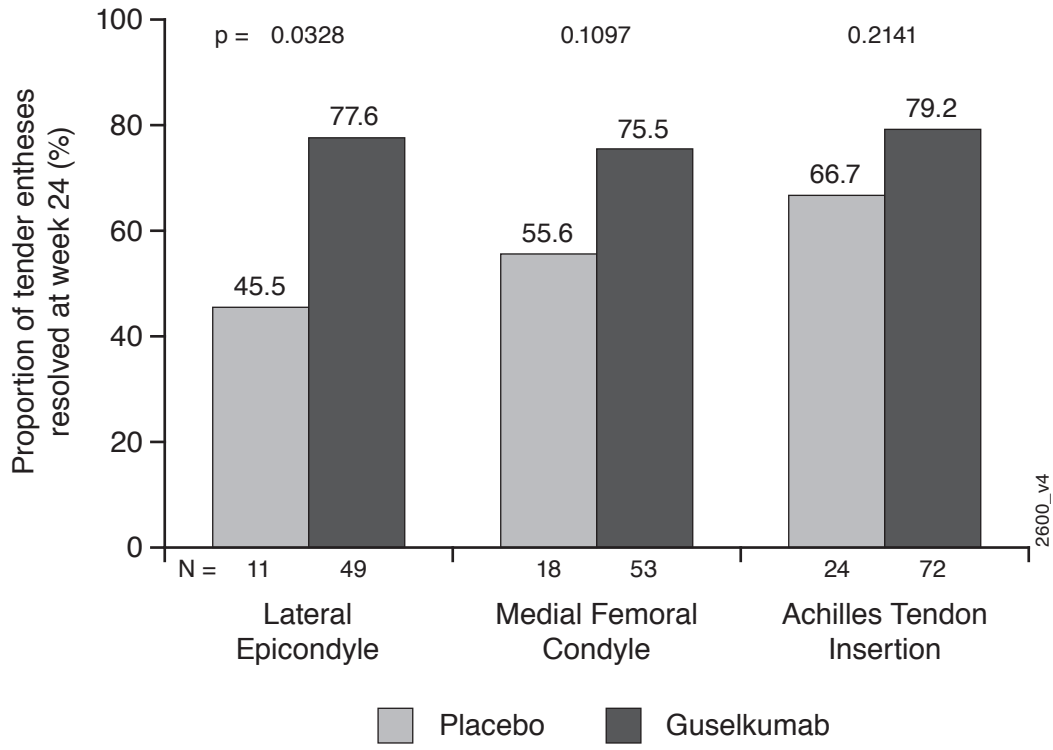 Proportion of tender entheses
resolved at week 24 (%)
100
80
60
40
20
0
p = 0.0328 0.1097 0.2141
45.5
77.6
55.6
75.5
66.7
79.2
N = 11 49 18 53 24 72
Lateral
Epicondyle
Medial Femoral
Condyle
Achilles Tendon
Insertion
Placebo
Guselkumab
2600_v4